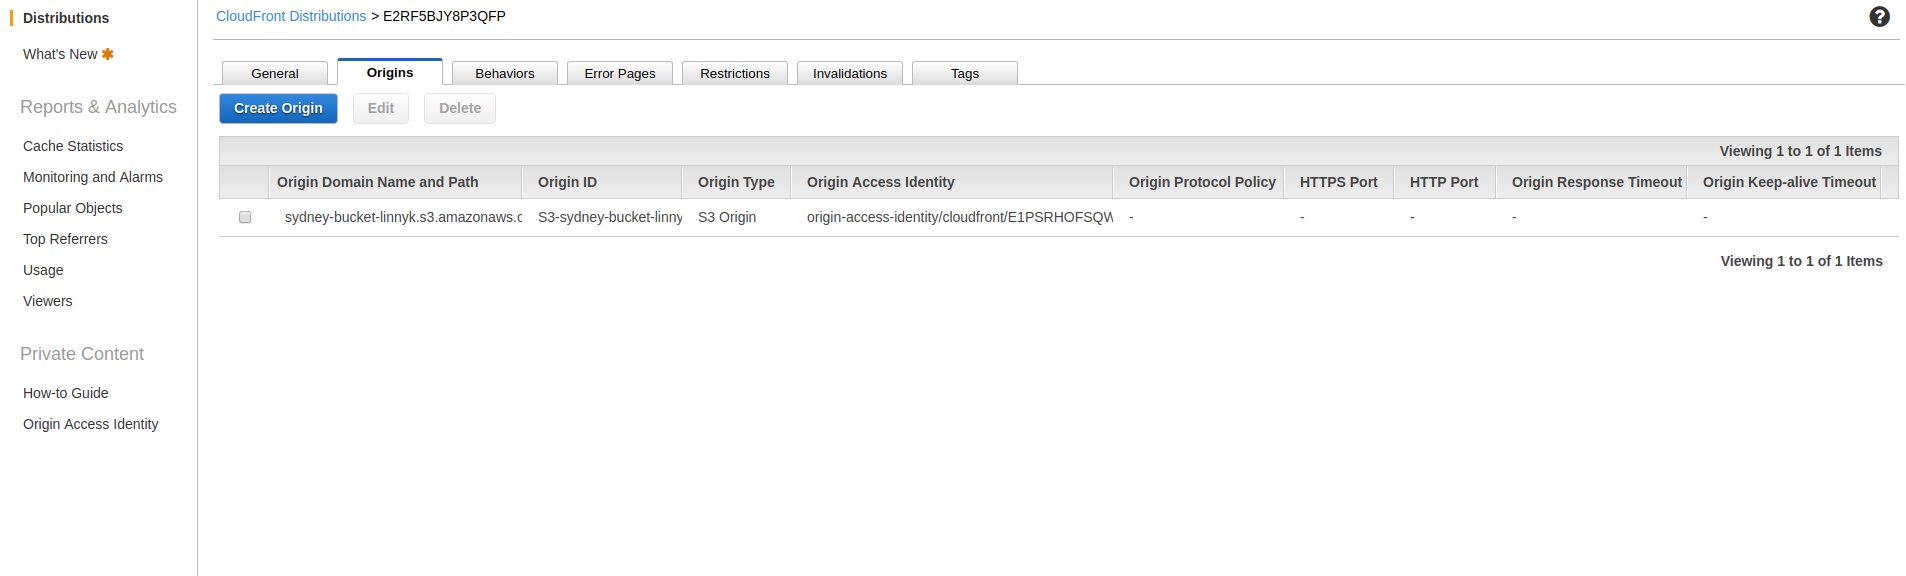 Distributions
What's New
Reports & Analytics
Cache Statistics
Monitoring and Alarms
Popular Objects
Top Referrers
Usage
Viewers
Private Content
How-to Guide
Origin Access Identity
CloudFront Distributions > E2RF5BJY8P3QFP
General Origins Behaviors Error Pages Restrictions Invalidations Tags
Create Origin Edit Delete
Viewing 1 to 1 of 1 Items
Origin Domain Name and Path Origin ID Origin Type Origin Access Identity Origin Protocol Policy HTTPS Port HTTP Port Origin Response Timeout Origin Keep-alive Timeout
sydney-bucket-linnyk.s3.amazonaws.c S3-sydney-bucket-linny S3 Origin origin-access-identity/cloudfront/E1PSRHOFSQW - - - - -
Viewing 1 to 1 of 1 Items